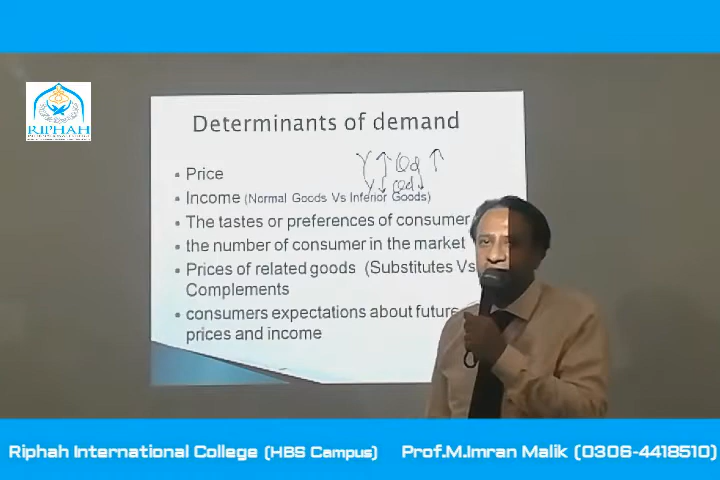 RIPHAH
Determinants of demand
Y↑ Qd ↑
Y↓ Qd↓
• Price
• Income (Normal Goods Vs Inferior Goods)
• The tastes or preferences of consumer
• the number of consumer in the market
• Prices of related goods (Substitutes Vs
Complements
• consumers expectations about future
prices and income
Riphah International College (HBS Campus) Prof.M.Imran Malik (0306-4418510)